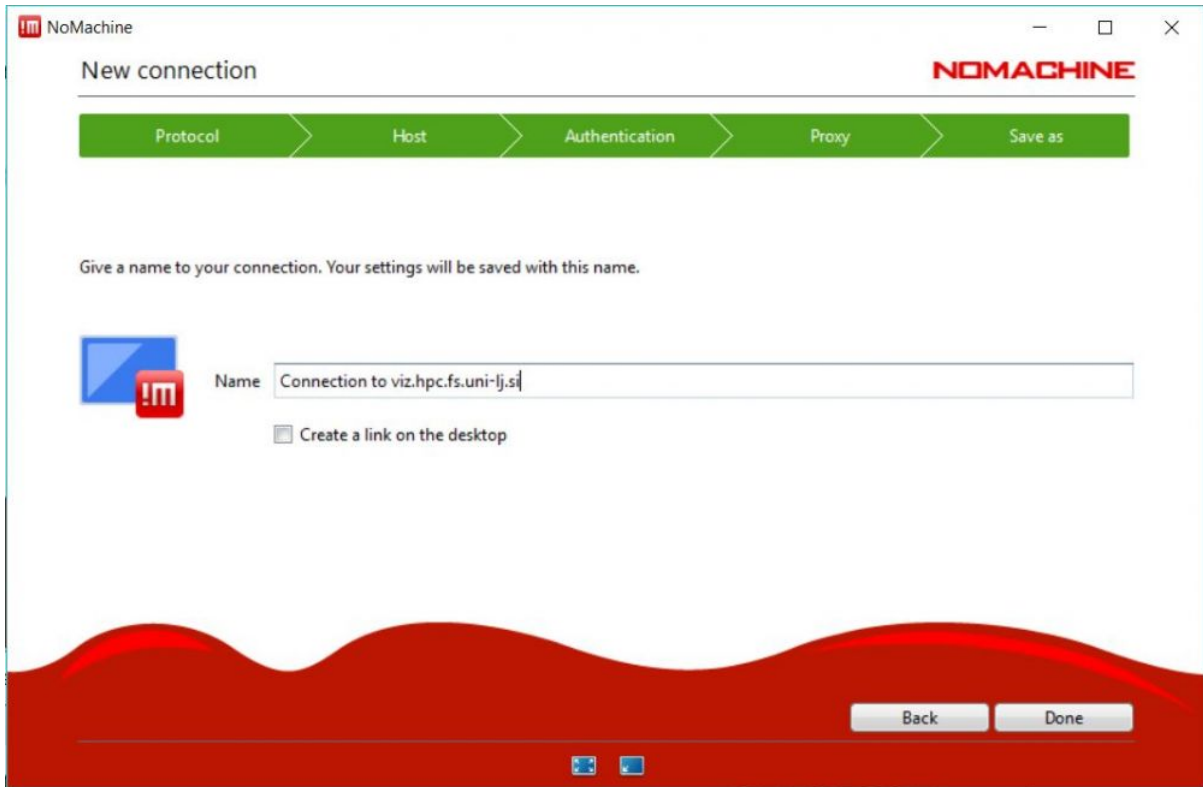 !m NoMachine
New connection
NOMACHINE
Protocol
Host
Authentication
Proxy
Save as
Give a name to your connection. Your settings will be saved with this name.
!m
Name Connection to viz.hpc.fs.uni-lj.si
Create a link on the desktop
Back
Done